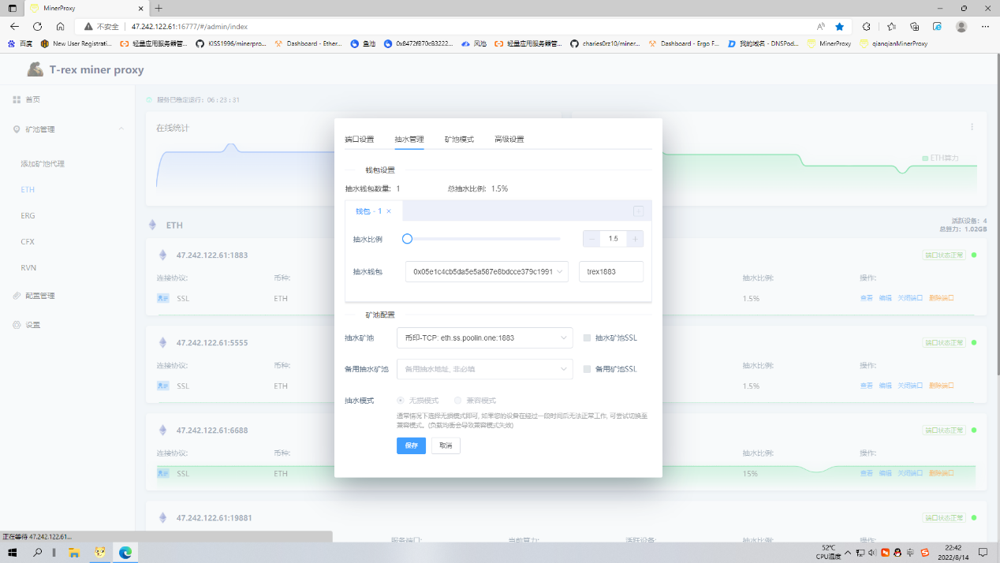 MinerProxy
不安全
47.242.122.61:16777/#/admin/index
百度
New User Registrati...
轻量应用服务器管...
KISS1996/minerpro...
Dashboard - Ether...
鱼池
0x8472fB70cB3222...
风池
轻量应用服务器管...
charies0rz10/miner...
Dashboard - Ergo F...
我的域名 - DNSPod...
MinerProxy
qianqianMinerProxy
T-rex miner proxy
首页
矿池管理
添加矿池代理
ETH
ERG
CFX
RVN
配置管理
设置
服务已稳定运行: 06 : 23 : 31
在线统计
ETH算力
ETH
活跃设备: 4
总算力: 1.02GB
47.242.122.61:1883
端口状态正常
连接协议:
币种:
抽水比例:
操作:
SSL
ETH
1.5%
查看
编辑
关闭端口
删除端口
47.242.122.61:5555
端口状态正常
连接协议:
币种:
抽水比例:
操作:
SSL
ETH
1.5%
查看
编辑
关闭端口
删除端口
47.242.122.61:6688
端口状态正常
连接协议:
币种:
抽水比例:
操作:
SSL
ETH
15%
查看
编辑
关闭端口
删除端口
47.242.122.61:19881
端口状态正常
服务端口:
当前算力:
活跃设备:
抽水比例:
操作:
端口设置
抽水管理
矿池模式
高级设置
钱包设置
抽水钱包数量: 1
总抽水比例: 1.5%
钱包 - 1
抽水比例
1.5
抽水钱包
0x05e1c4cb5da5e5a587e8bdcce379c1991
trex1883
矿池配置
抽水矿池
币印-TCP: eth.ss.poolin.one:1883
抽水矿池SSL
备用抽水矿池
备用抽水地址, 非必填
备用矿池SSL
抽水模式
无损模式
兼容模式
通常情况下选择无损模式即可, 如果您的设备在经过一段时间后无法正常工作, 可尝试切换至
兼容模式。(负载均衡会导致兼容模式失效)
保存
取消
正在等待 47.242.122.61...
52℃
CPU温度
中
22:42
2022/8/14